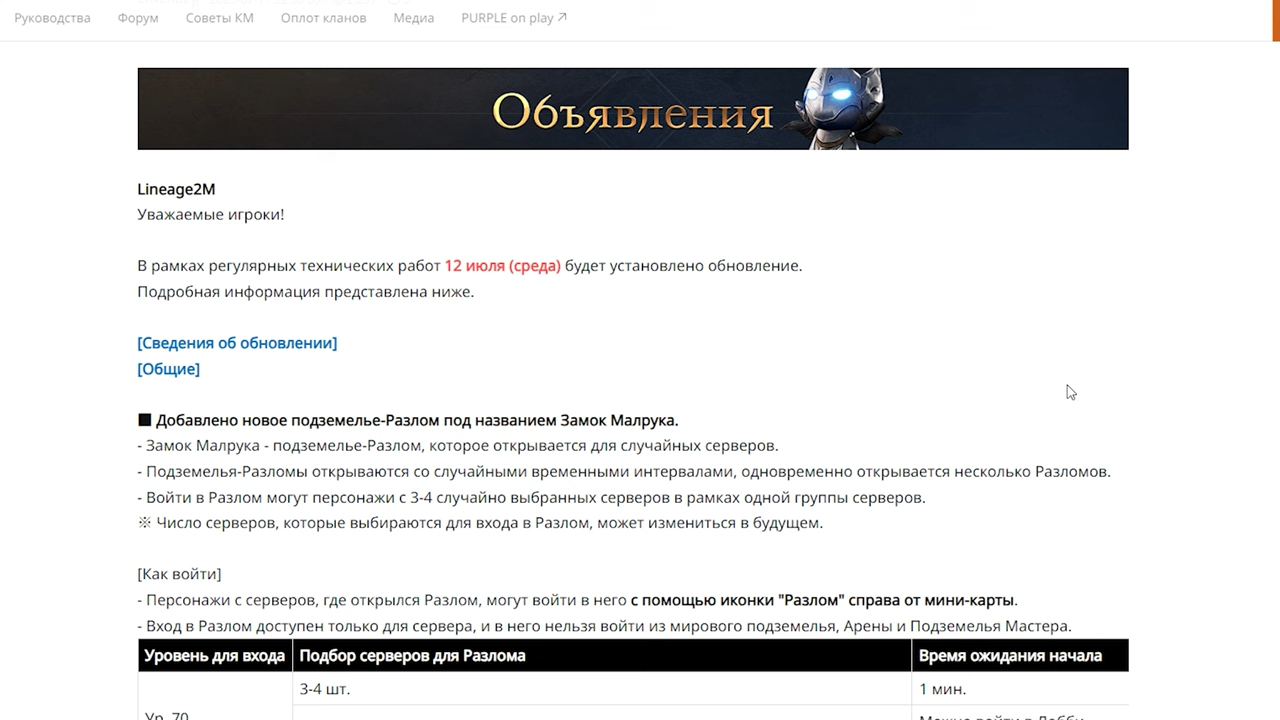 Руководства Форум Советы КМ Оплот кланов Медиа PURPLE on play
Объявления
Lineage2M
Уважаемые игроки!
В рамках регулярных технических работ 12 июля (среда) будет установлено обновление.
Подробная информация представлена ниже.
[Сведения об обновлении]
[Общие]
■ Добавлено новое подземелье-Разлом под названием Замок Малрука.
- Замок Малрука - подземелье-Разлом, которое открывается для случайных серверов.
- Подземелья-Разломы открываются со случайными временными интервалами, одновременно открывается несколько Разломов.
- Войти в Разлом могут персонажи с 3-4 случайно выбранных серверов в рамках одной группы серверов.
※ Число серверов, которые выбираются для входа в Разлом, может измениться в будущем.
[Как войти]
- Персонажи с серверов, где открылся Разлом, могут войти в него с помощью иконки "Разлом" справа от мини-карты.
- Вход в Разлом доступен только для сервера, и в него нельзя войти из мирового подземелья, Арены и Подземелья Мастера.
Уровень для входа Подбор серверов для Разлома Время ожидания начала
3-4 шт. 1 мин.
Ур. 70 Можно войти в Лобби